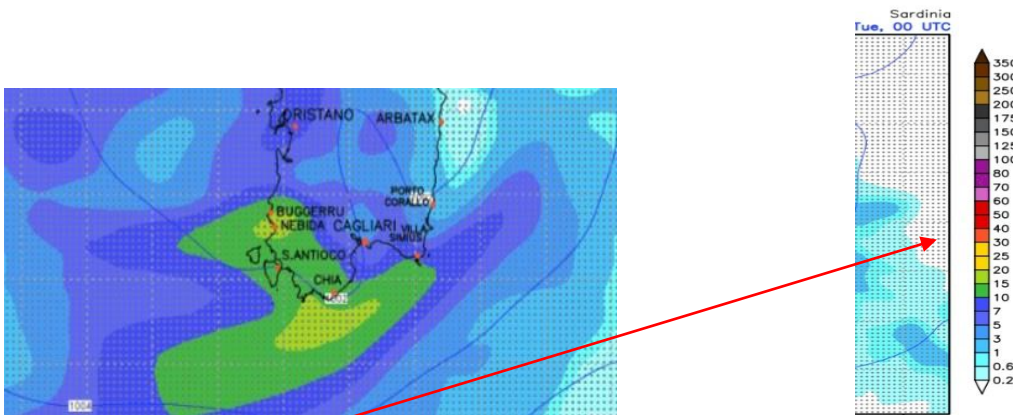 Sardinia
Tue, 00 UTC
ORISTANO
ARBATAX
PORTO
CORALLO
BUGGERRU
NEBIDA
CAGLIARI
VILLA
SIMIUS
S.ANTIOCO
CHIA
1004
350
300
250
200
175
150
125
100
80
70
60
50
40
30
25
20
15
10
7
5
3
1
0.6
0.2